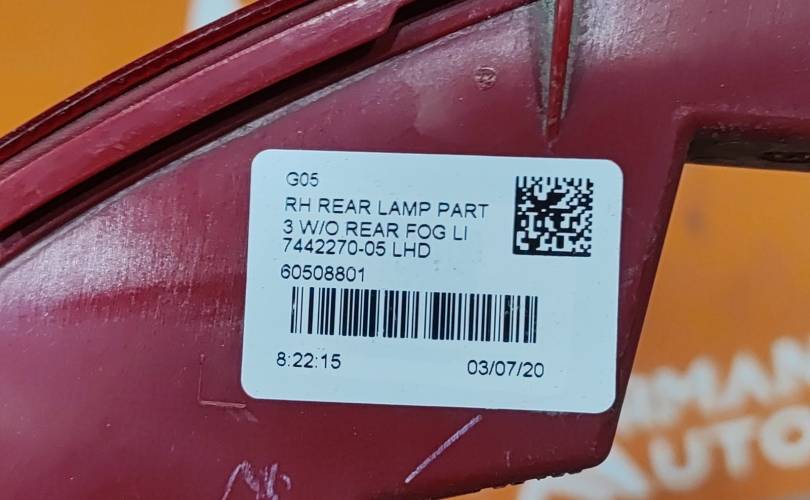 G05
RH REAR LAMP PART
3 W/O REAR FOG LI
7442270-05 LHD
60508801
8:22:15 03/07/20
AUTO